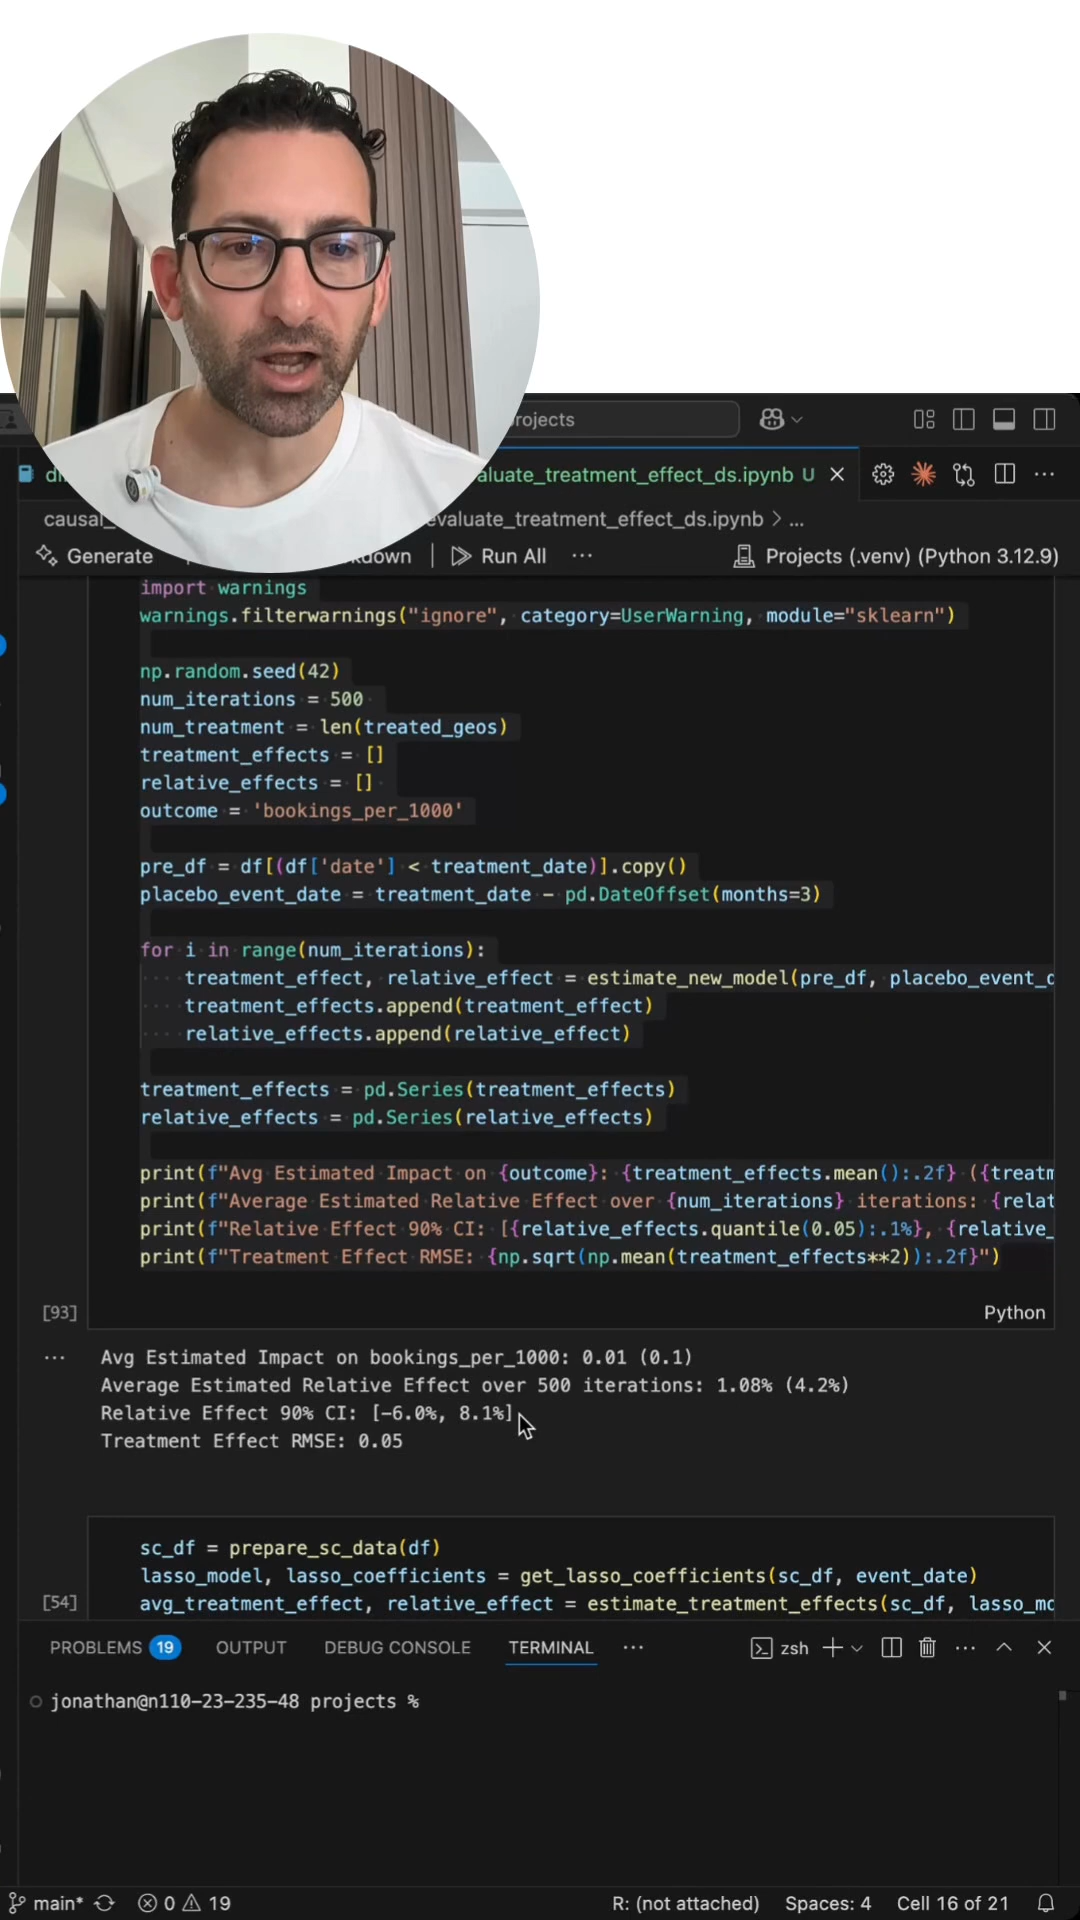 rojects
aluate_treatment_effect_ds.ipynb U
causal_
evaluate_treatment_effect_ds.ipynb > ...
Generate
kdown
Run All
...
Projects (.venv) (Python 3.12.9)
import warnings
warnings.filterwarnings("ignore", category=UserWarning, module="sklearn")
np.random.seed(42)
num_iterations = 500
num_treatment = len(treated_geos)
treatment_effects = []
relative_effects = []
outcome = 'bookings_per_1000'
pre_df = df[(df['date'] < treatment_date)].copy()
placebo_event_date = treatment_date - pd.DateOffset(months=3)
for i in range(num_iterations):
treatment_effect, relative_effect = estimate_new_model(pre_df, placebo_event_d
treatment_effects.append(treatment_effect)
relative_effects.append(relative_effect)
treatment_effects = pd.Series(treatment_effects)
relative_effects = pd.Series(relative_effects)
print(f"Avg Estimated Impact on {outcome}: {treatment_effects.mean():.2f} ({treatm
print(f"Average Estimated Relative Effect over {num_iterations} iterations: {relat
print(f"Relative Effect 90% CI: [{relative_effects.quantile(0.05):.1%}, {relative_
print(f"Treatment Effect RMSE: {np.sqrt(np.mean(treatment_effects**2)):.2f}")
[93]
Python
... Avg Estimated Impact on bookings_per_1000: 0.01 (0.1)
Average Estimated Relative Effect over 500 iterations: 1.08% (4.2%)
Relative Effect 90% CI: [-6.0%, 8.1%]
Treatment Effect RMSE: 0.05
sc_df = prepare_sc_data(df)
lasso_model, lasso_coefficients = get_lasso_coefficients(sc_df, event_date)
[54] avg_treatment_effect, relative_effect = estimate_treatment_effects(sc_df, lasso_mo
PROBLEMS 19 OUTPUT DEBUG CONSOLE TERMINAL ... zsh
jonathan@n110-23-235-48 projects %
main* 0 19 R: (not attached) Spaces: 4 Cell 16 of 21